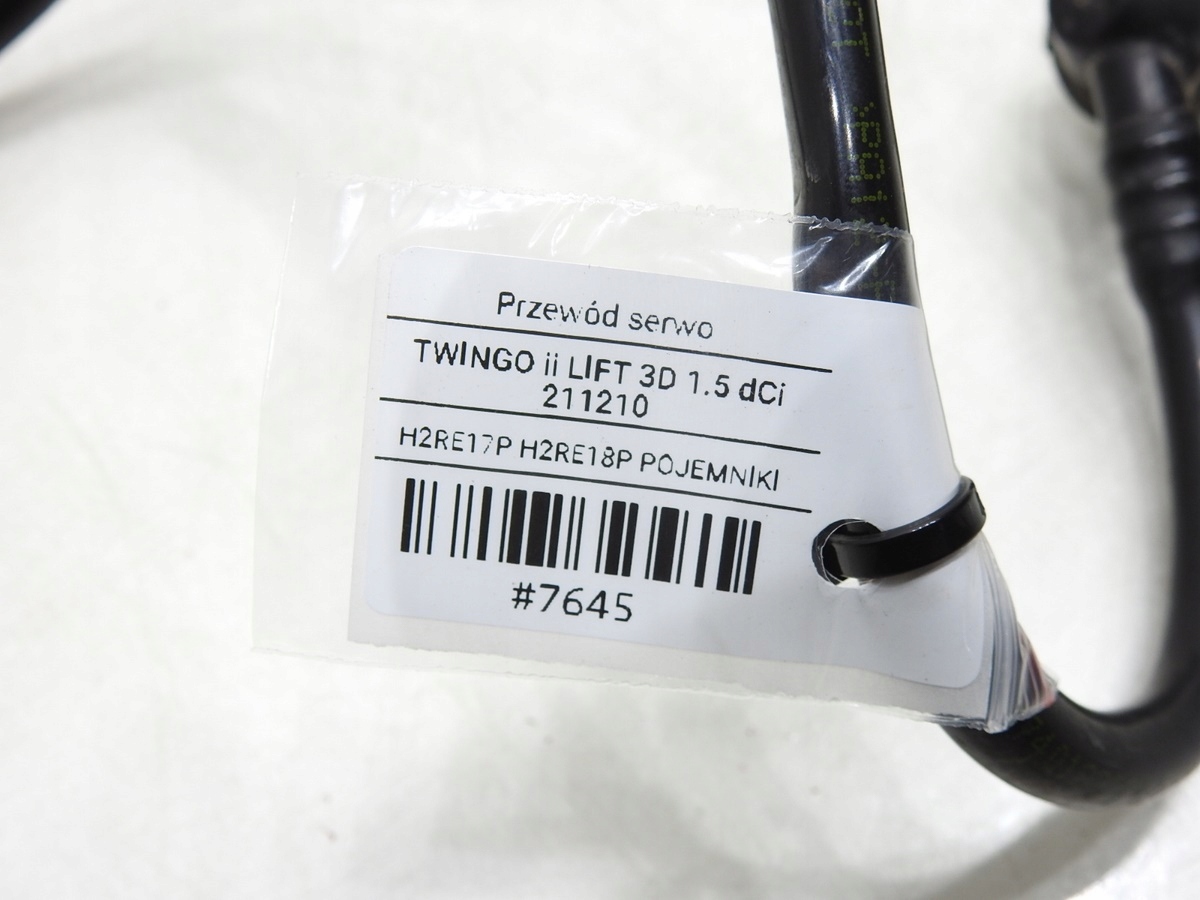 Przewód serwo
TWINGO ii LIFT 3D 1.5 dCi
211210
H2RE17P H2RE18P POJEMNIKI
#7645